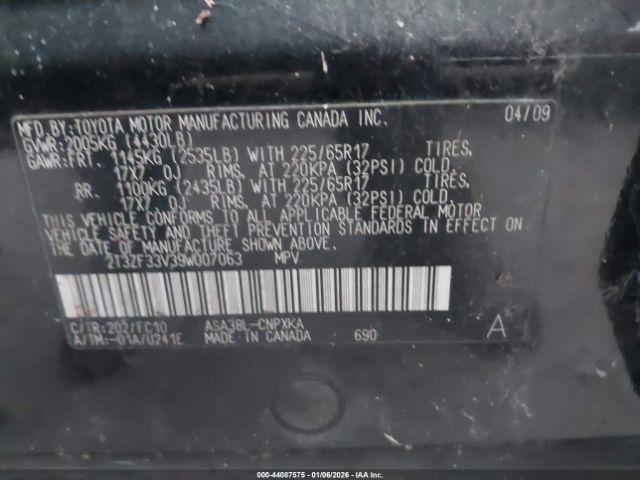 MFD.BY:TOYOTA MOTOR MANUFACTURING CANADA INC. 04/09
GVWR:2005KG (4430LB)
GAWR:FRT. 1145KG (2535LB) WITH 225/65R17 TIRES,
17X7.0J RIMS, AT 220KPA (32PSI) COLD.
RR. 1100KG (2435LB) WITH 225/65R17 TIRES,
17X7.0J RIMS, AT 220KPA (32PSI) COLD.
THIS VEHICLE CONFORMS TO ALL APPLICABLE FEDERAL MOTOR
VEHICLE SAFETY AND THEFT PREVENTION STANDARDS IN EFFECT ON
THE DATE OF MANUFACTURE SHOWN ABOVE.
2T3ZF33V39W007063 MPV
C/TR:202/FC10 ASA38L-CNPXKA
A/TM:-01A/U241E MADE IN CANADA 690 A
000-44087575 - 01/06/2026 - IAA Inc.